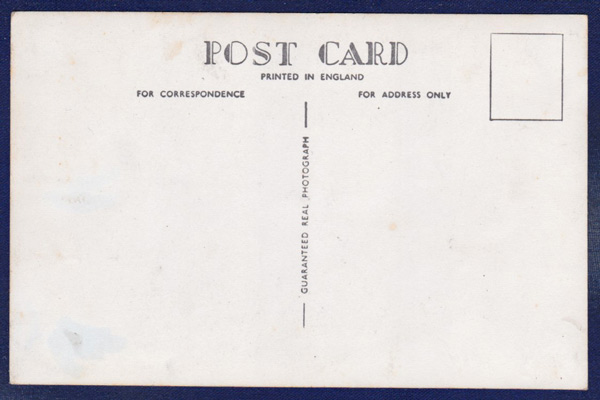 POST CARD
PRINTED IN ENGLAND
FOR CORRESPONDENCE
FOR ADDRESS ONLY
GUARANTEED REAL PHOTOGRAPH